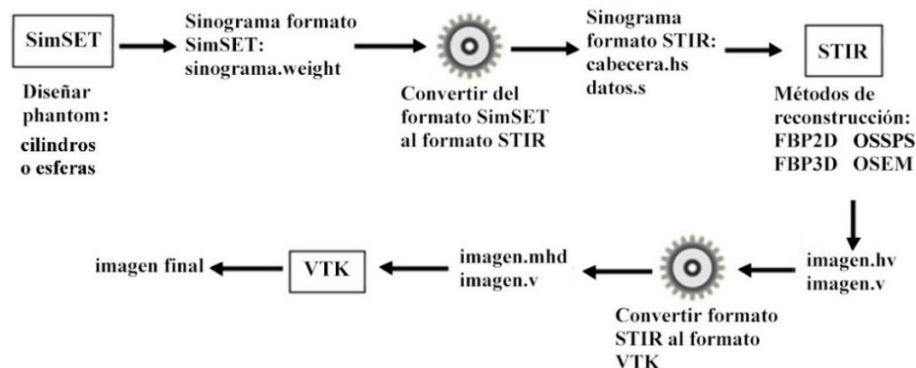 SimSET
Diseñar
phantom:
cilindros
o esferas
Sinograma formato
SimSET:
sinograma.weight
Convertir del
formato SimSET
al formato STIR
Sinograma
formato STIR:
cabecera.hs
datos.s
STIR
Métodos de
reconstrucción:
FBP2D OSSPS
FBP3D OSEM
imagen.hv
imagen.v
Convertir formato
STIR al formato
VTK
imagen.mhd
imagen.v
VTK
imagen final